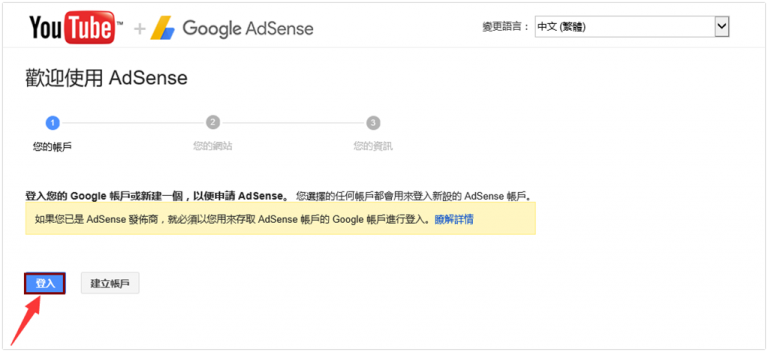 YouTube™ + Google AdSense
變更語言： 中文 (繁體)
歡迎使用 AdSense
1 2 3
您的帳戶 您的網站 您的資訊
登入您的 Google 帳戶或新建一個，以便申請 AdSense。 您選擇的任何帳戶都會用來登入新設的 AdSense 帳戶。
如果您已是 AdSense 發佈商，就必須以您用來存取 AdSense 帳戶的 Google 帳戶進行登入。瞭解詳情
登入 建立帳戶